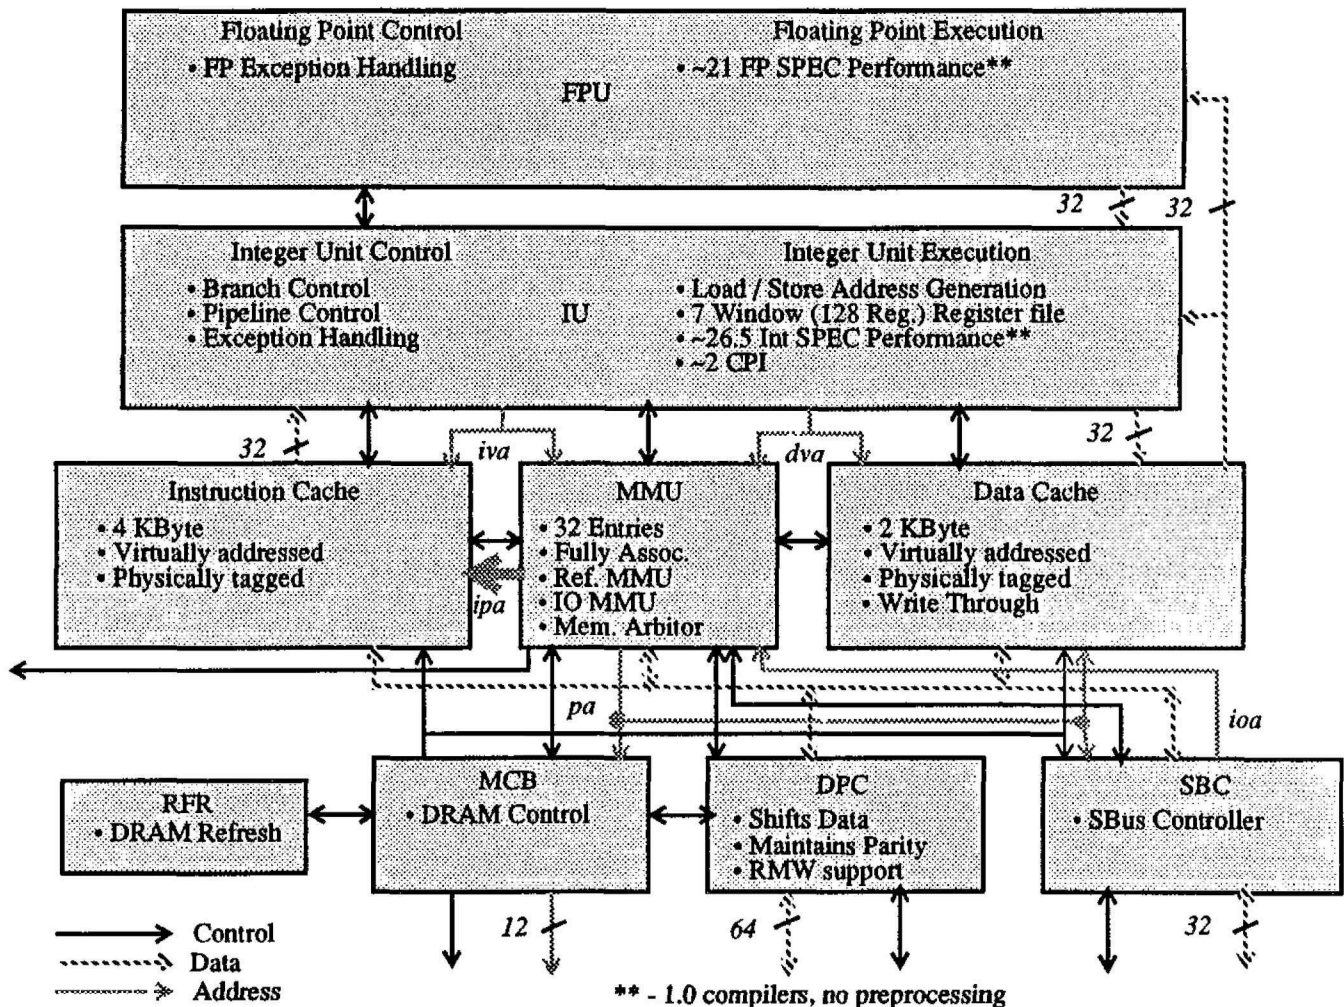 Floating Point Control
• FP Exception Handling
Floating Point Execution
• ~21 FP SPEC Performance**
FPU
32
32
Integer Unit Control
• Branch Control
• Pipeline Control
• Exception Handling
IU
Integer Unit Execution
• Load / Store Address Generation
• 7 Window (128 Reg.) Register file
• ~26.5 Int SPEC Performance**
• ~2 CPI
32
iva
dva
32
Instruction Cache
• 4 KByte
• Virtually addressed
• Physically tagged
ipa
MMU
• 32 Entries
• Fully Assoc.
• Ref. MMU
• IO MMU
• Mem. Arbitor
Data Cache
• 2 KByte
• Virtually addressed
• Physically tagged
• Write Through
pa
ioa
RFR
• DRAM Refresh
MCB
• DRAM Control
DPC
• Shifts Data
• Maintains Parity
• RMW support
SBC
• SBus Controller
12
64
32
Control
Data
Address
** - 1.0 compilers, no preprocessing